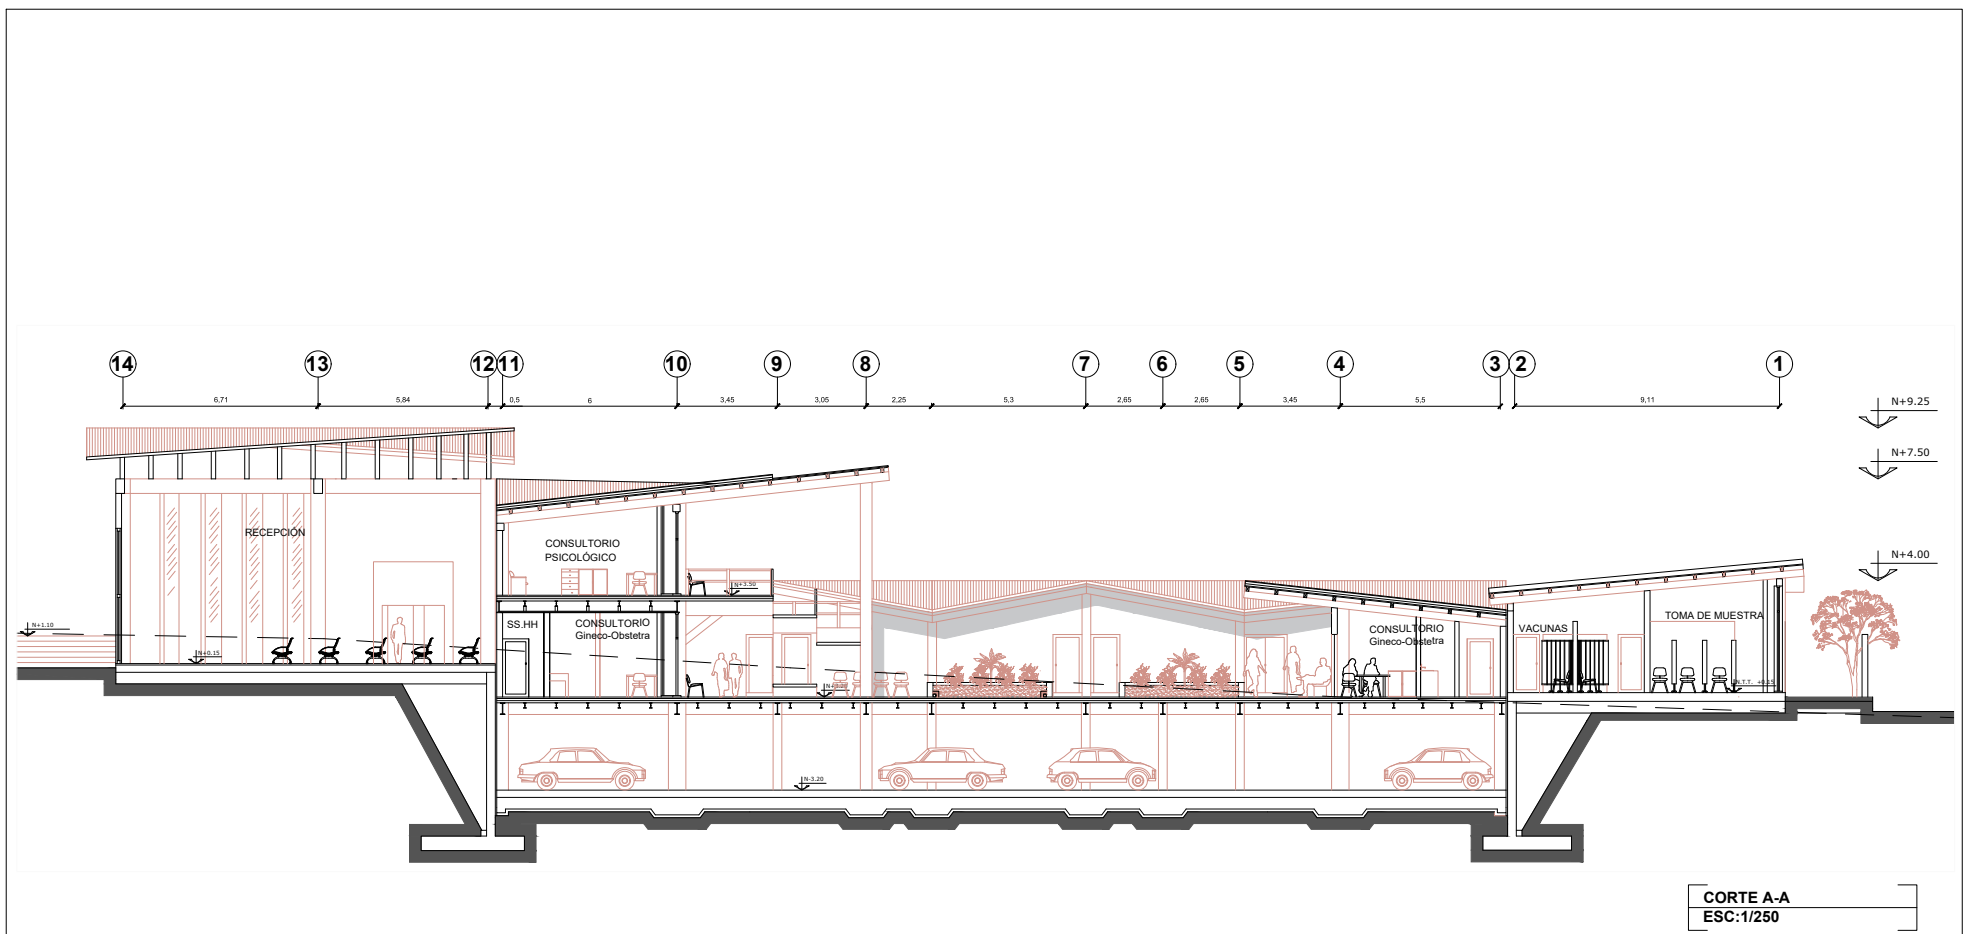 14 13 12 11 10 9 8 7 6 5 4 3 2 1
6,71 5,84 0,5 6 3,45 3,05 2,25 5,3 2,65 2,65 3,45 5,5 9,11
N+9.25
N+7.50
N+4.00
RECEPCIÓN
CONSULTORIO
PSICOLÓGICO
N+3.50
N+1.10
N+0.15
SS.HH
CONSULTORIO
Gineco-Obstetra
CONSULTORIO
Gineco-Obstetra
VACUNAS
TOMA DE MUESTRA
N.T.T. +0.15
N-3.20
CORTE A-A
ESC:1/250